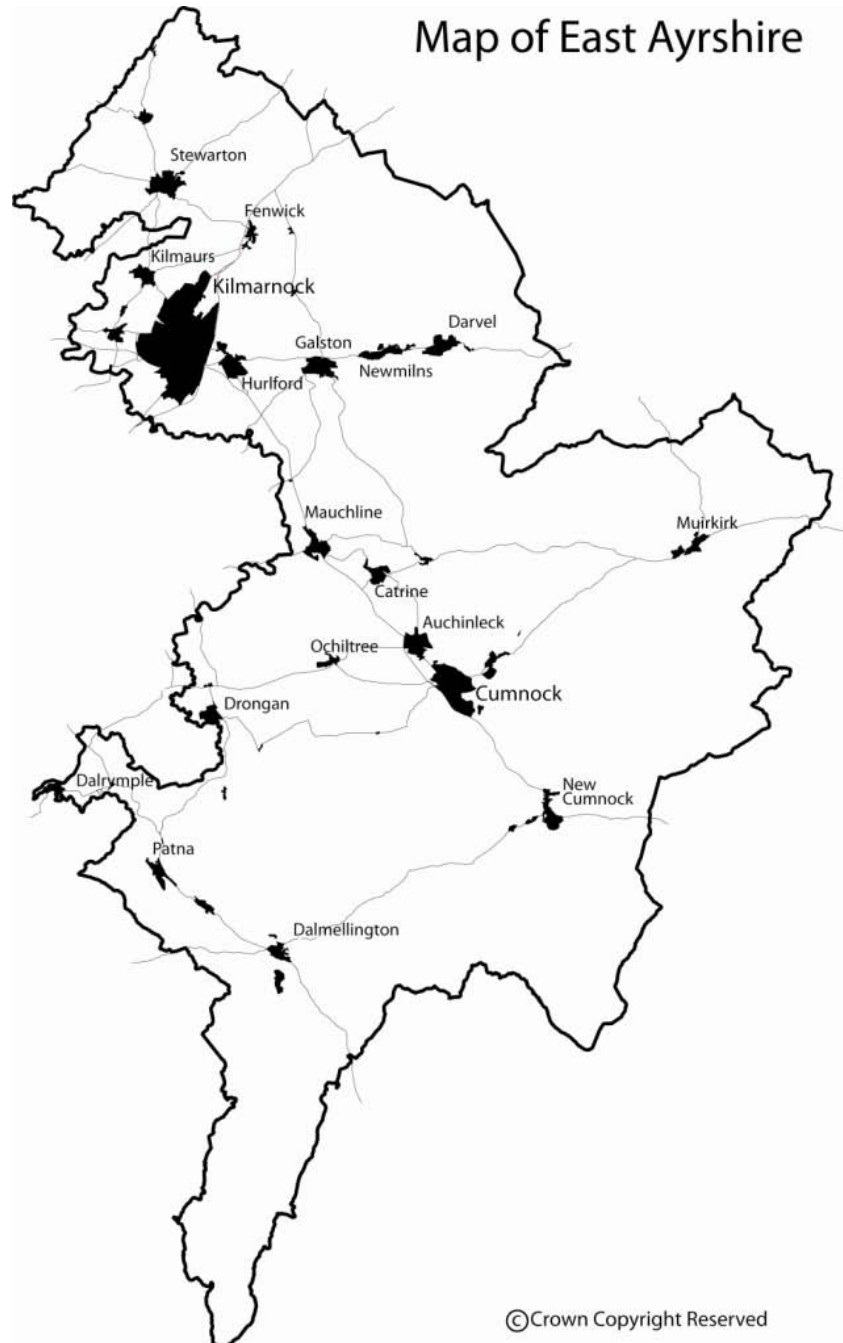 Map of East Ayrshire
Stewarton
Fenwick
Kilmaurs
Kilmarnock
Darvel
Galston
Newmilns
Hurlford
Mauchline
Muirkirk
Catrine
Auchinleck
Ochiltree
Cumnock
Drongan
Dalrymple
New
Cumnock
Patna
Dalmellington
©Crown Copyright Reserved